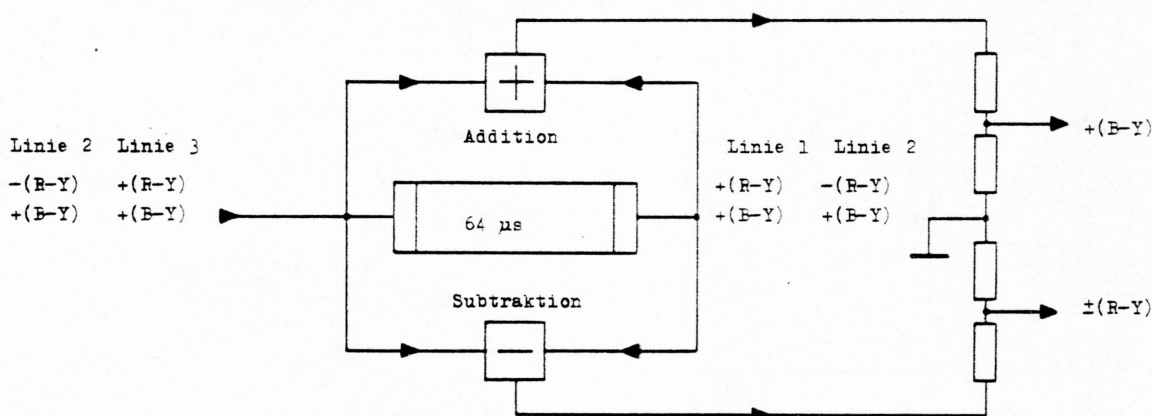 +
Addition
+(B-Y)
Linie 2 Linie 3
-(R-Y) +(R-Y)
+(B-Y) +(B-Y)
Linie 1 Linie 2
+(R-Y) -(R-Y)
+(B-Y) +(B-Y)
64 µs
Subtraktion
±(R-Y)
−